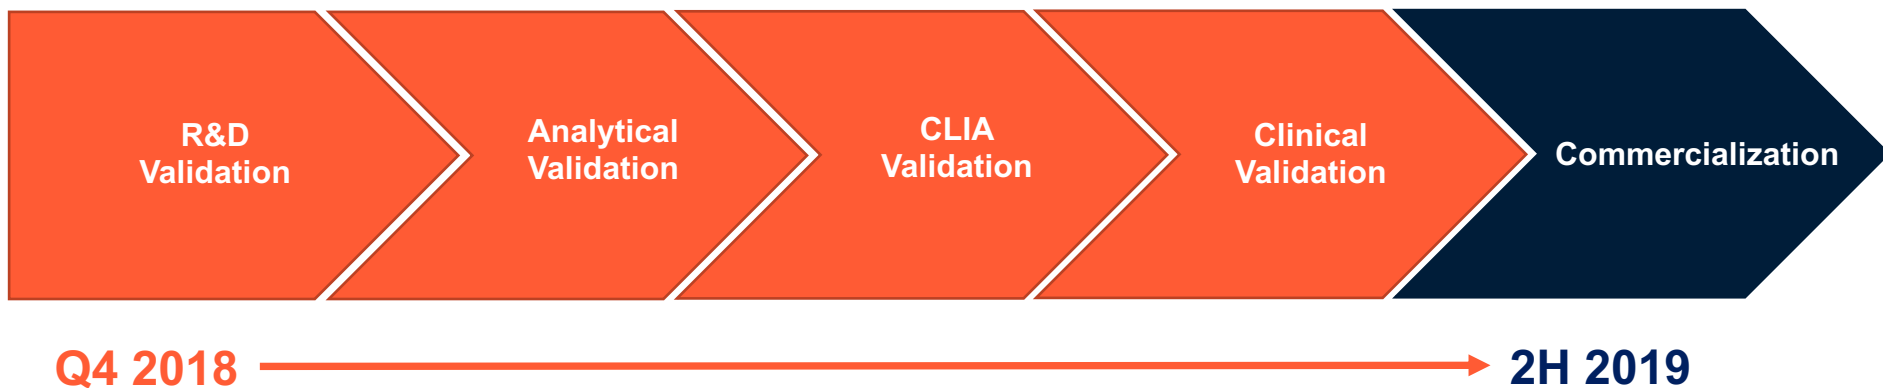 R&D
Validation
Analytical
Validation
CLIA
Validation
Clinical
Validation
Commercialization
Q4 2018
2H 2019